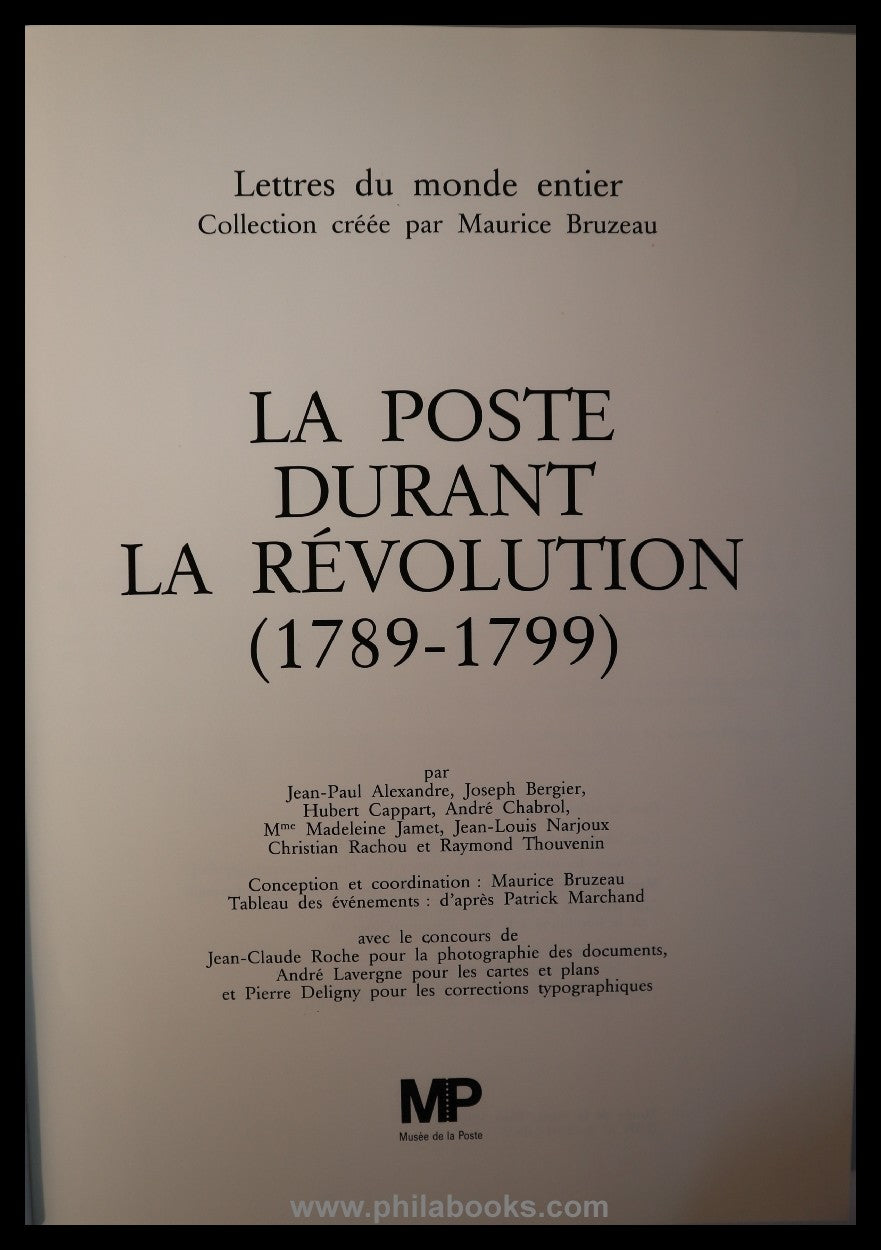 Lettres du monde entier
Collection créée par Maurice Bruzeau
LA POSTE
DURANT
LA RÉVOLUTION
(1789-1799)
par
Jean-Paul Alexandre, Joseph Bergier,
Hubert Cappart, André Chabrol,
Mme Madeleine Jamet, Jean-Louis Narjoux
Christian Rachou et Raymond Thouvenin
Conception et coordination : Maurice Bruzeau
Tableau des événements : d'après Patrick Marchand
avec le concours de
Jean-Claude Roche pour la photographie des documents,
André Lavergne pour les cartes et plans
et Pierre Deligny pour les corrections typographiques
MP
Musée de la Poste
www.philabooks.com